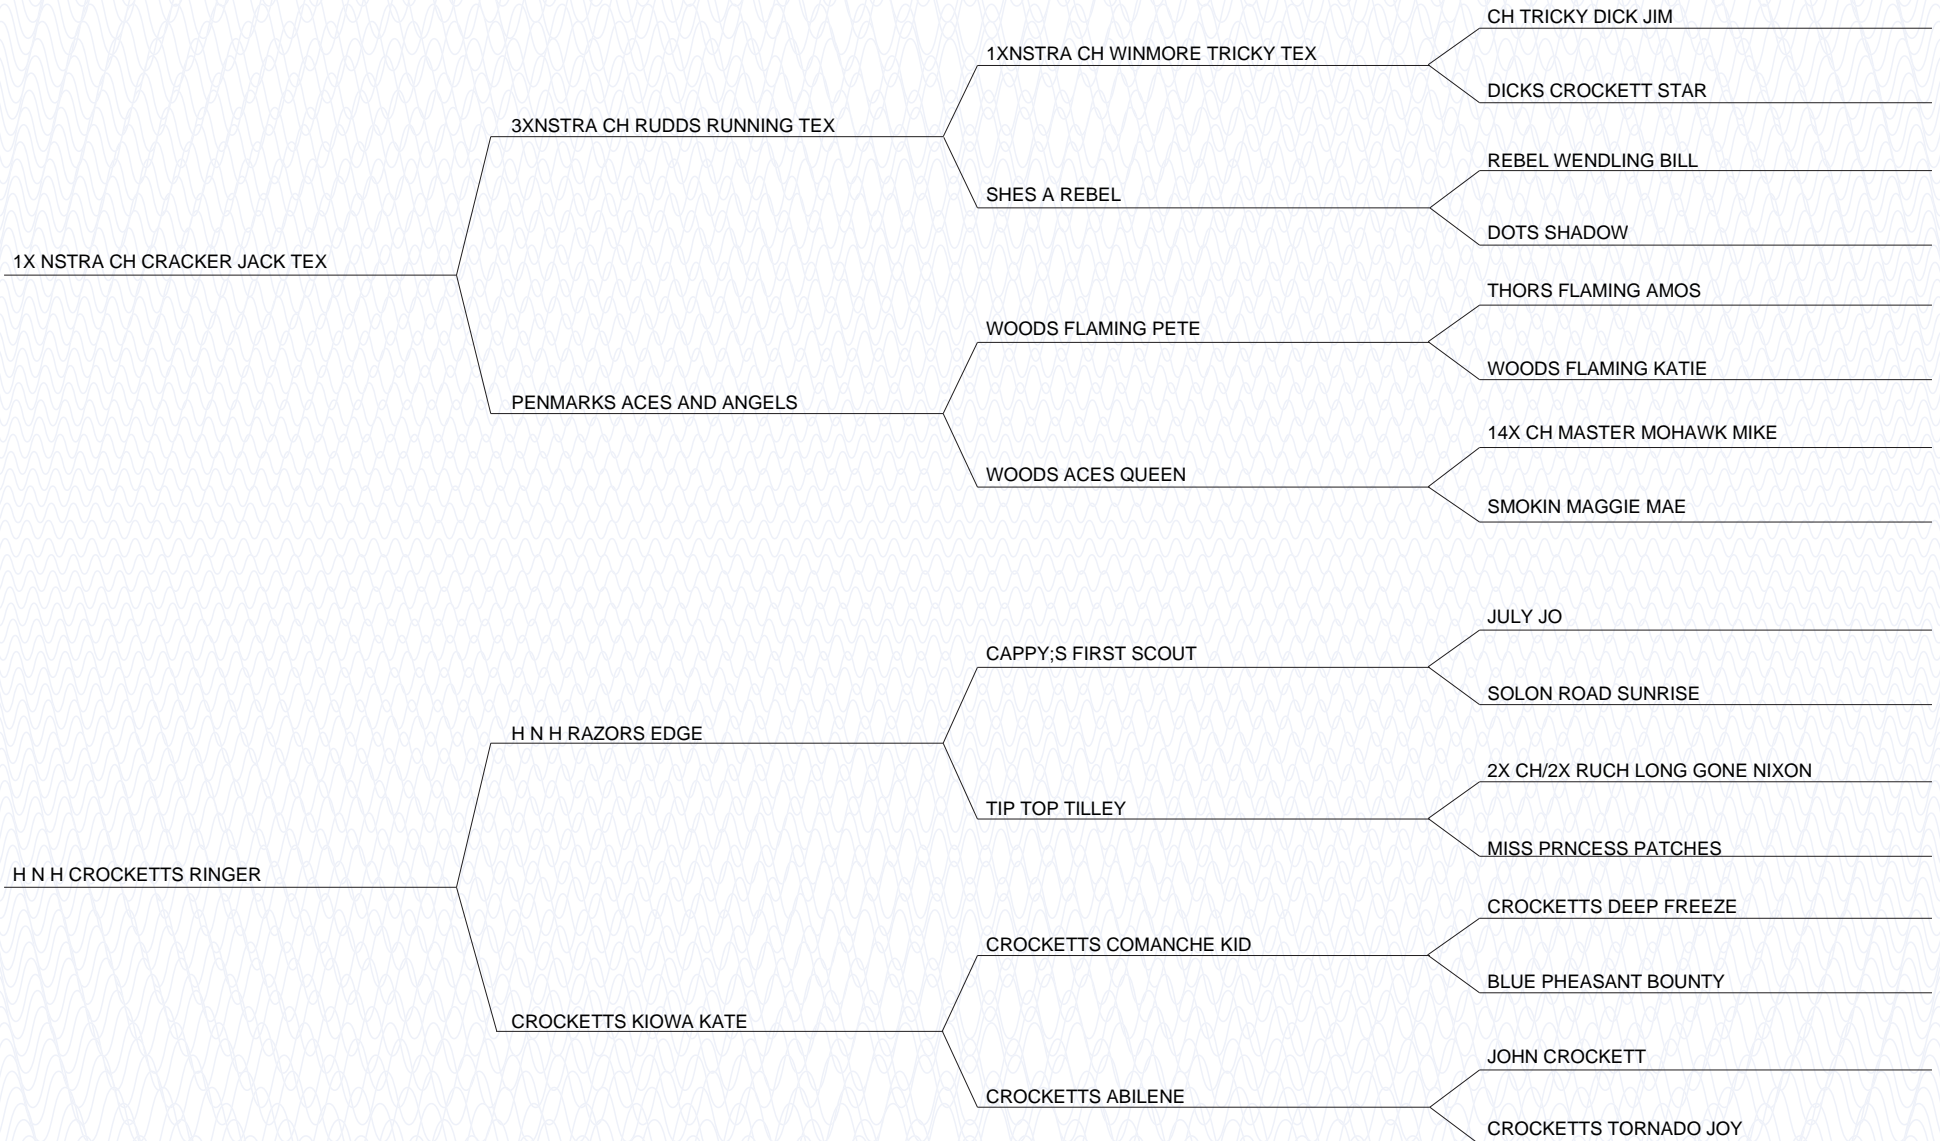 CH TRICKY DICK JIM
1XNSTRA CH WINMORE TRICKY TEX
DICKS CROCKETT STAR
3XNSTRA CH RUDDS RUNNING TEX
REBEL WENDLING BILL
SHES A REBEL
DOTS SHADOW
1X NSTRA CH CRACKER JACK TEX
THORS FLAMING AMOS
WOODS FLAMING PETE
WOODS FLAMING KATIE
PENMARKS ACES AND ANGELS
14X CH MASTER MOHAWK MIKE
WOODS ACES QUEEN
SMOKIN MAGGIE MAE
JULY JO
CAPPY;S FIRST SCOUT
SOLON ROAD SUNRISE
H N H RAZORS EDGE
2X CH/2X RUCH LONG GONE NIXON
TIP TOP TILLEY
MISS PRNCESS PATCHES
H N H CROCKETTS RINGER
CROCKETTS DEEP FREEZE
CROCKETTS COMANCHE KID
BLUE PHEASANT BOUNTY
CROCKETTS KIOWA KATE
JOHN CROCKETT
CROCKETTS ABILENE
CROCKETTS TORNADO JOY